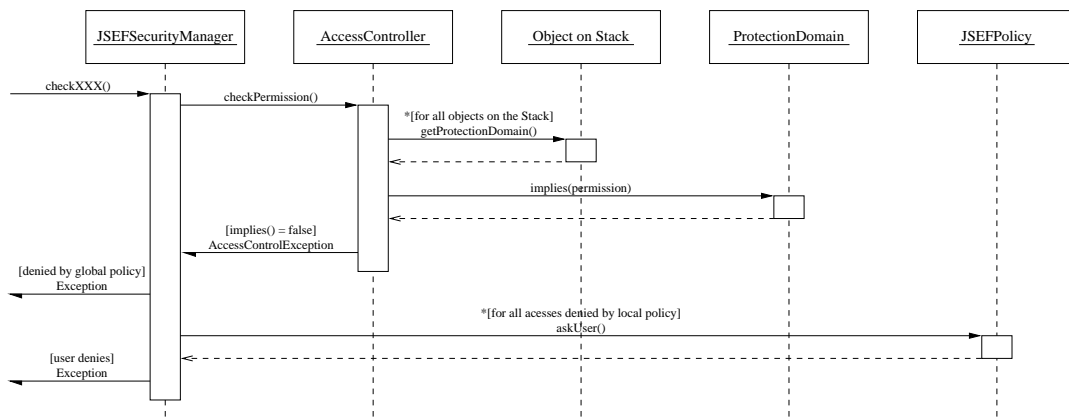 JSEFSecurityManager
AccessController
Object on Stack
ProtectionDomain
JSEFPolicy
checkXXX()
checkPermission()
*[for all objects on the Stack]
getProtectionDomain()
implies(permission)
[implies() = false]
AccessControlException
[denied by global policy]
Exception
*[for all acesses denied by local policy]
askUser()
[user denies]
Exception